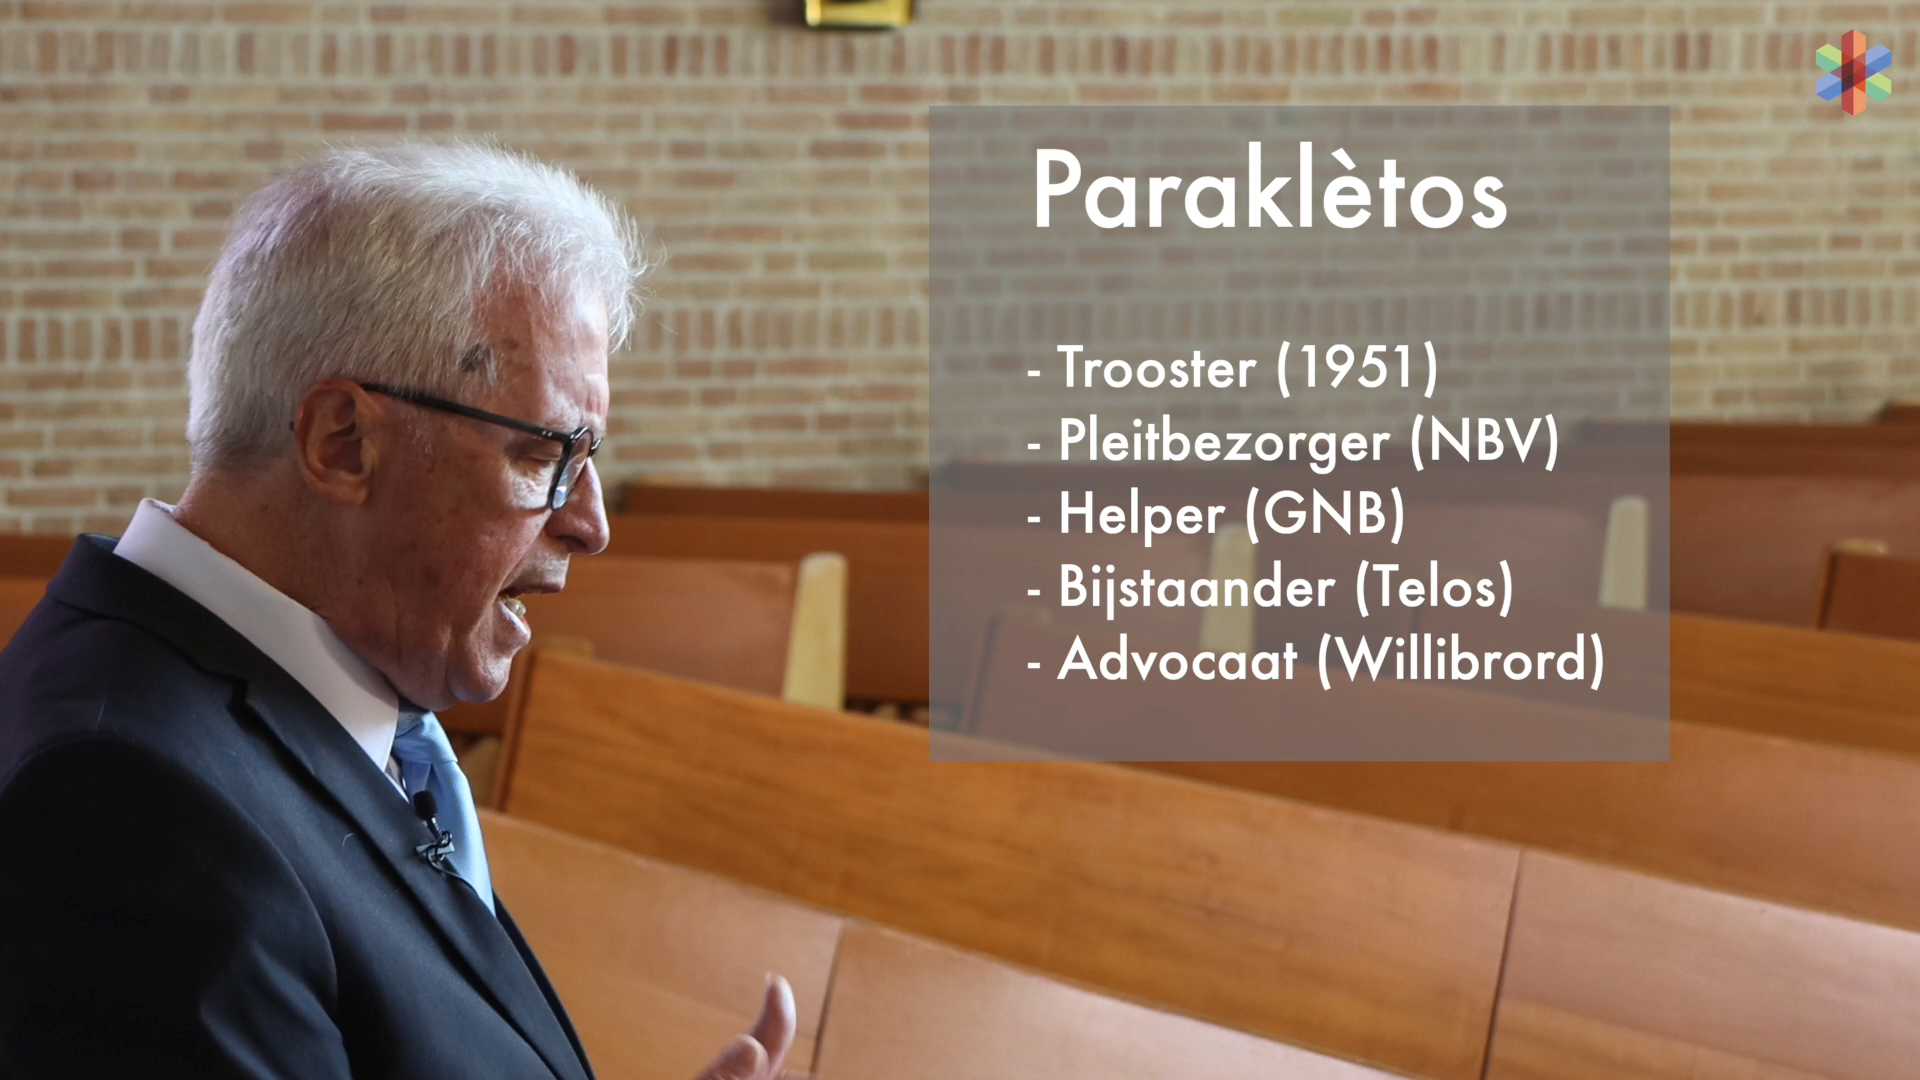 Paraklètos
- Trooster (1951)
- Pleitbezorger (NBV)
- Helper (GNB)
- Bijstaander (Telos)
- Advocaat (Willibrord)